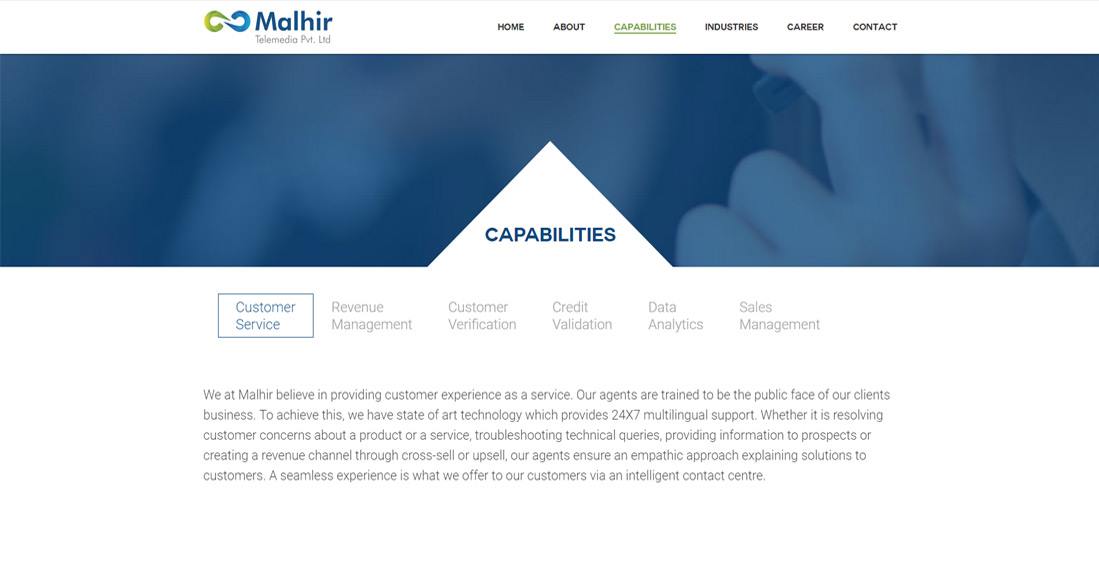 Malhir
Telemedia Pvt. Ltd
HOME ABOUT CAPABILITIES INDUSTRIES CAREER CONTACT
CAPABILITIES
Customer Service
Revenue Management
Customer Verification
Credit Validation
Data Analytics
Sales Management
We at Malhir believe in providing customer experience as a service. Our agents are trained to be the public face of our clients
business. To achieve this, we have state of art technology which provides 24X7 multilingual support. Whether it is resolving
customer concerns about a product or a service, troubleshooting technical queries, providing information to prospects or
creating a revenue channel through cross-sell or upsell, our agents ensure an empathic approach explaining solutions to
customers. A seamless experience is what we offer to our customers via an intelligent contact centre.